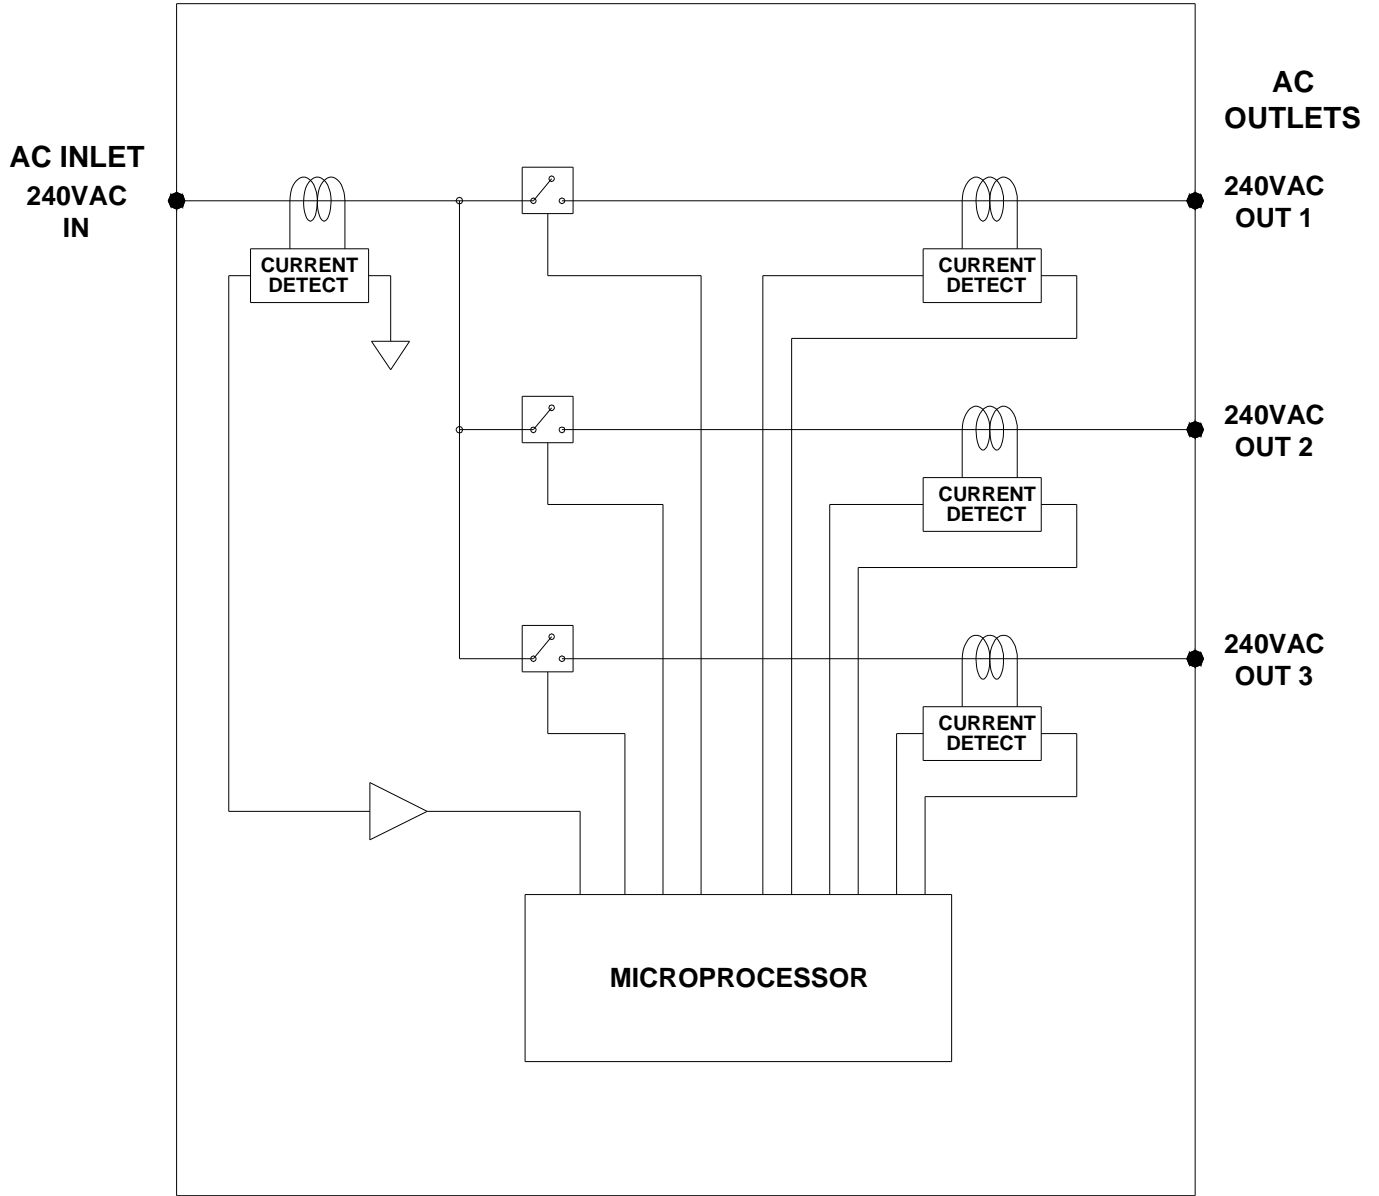 AC
OUTLETS
AC INLET
240VAC
IN
240VAC
OUT 1
CURRENT
DETECT
CURRENT
DETECT
240VAC
OUT 2
CURRENT
DETECT
240VAC
OUT 3
CURRENT
DETECT
MICROPROCESSOR